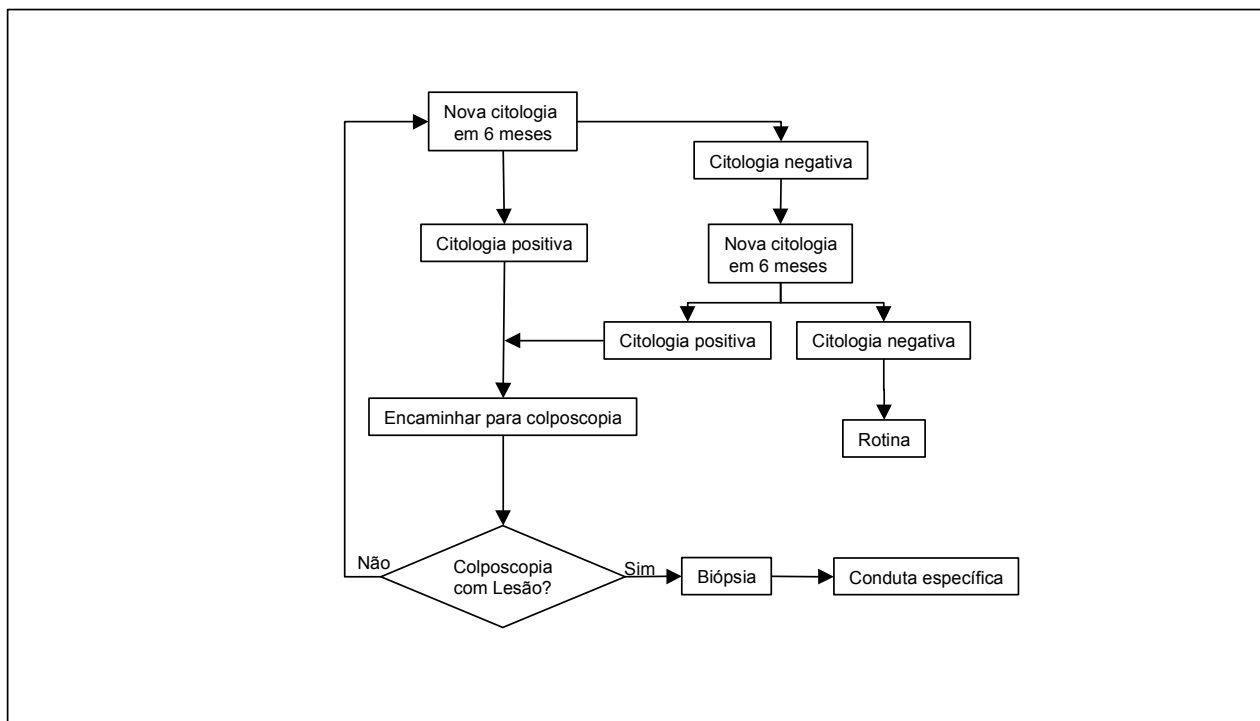 Nova citologia
em 6 meses
Citologia negativa
Citologia positiva
Nova citologia
em 6 meses
Citologia positiva
Citologia negativa
Encaminhar para colposcopia
Rotina
Não
Colposcopia
com Lesão?
Sim
Biópsia
Conduta específica